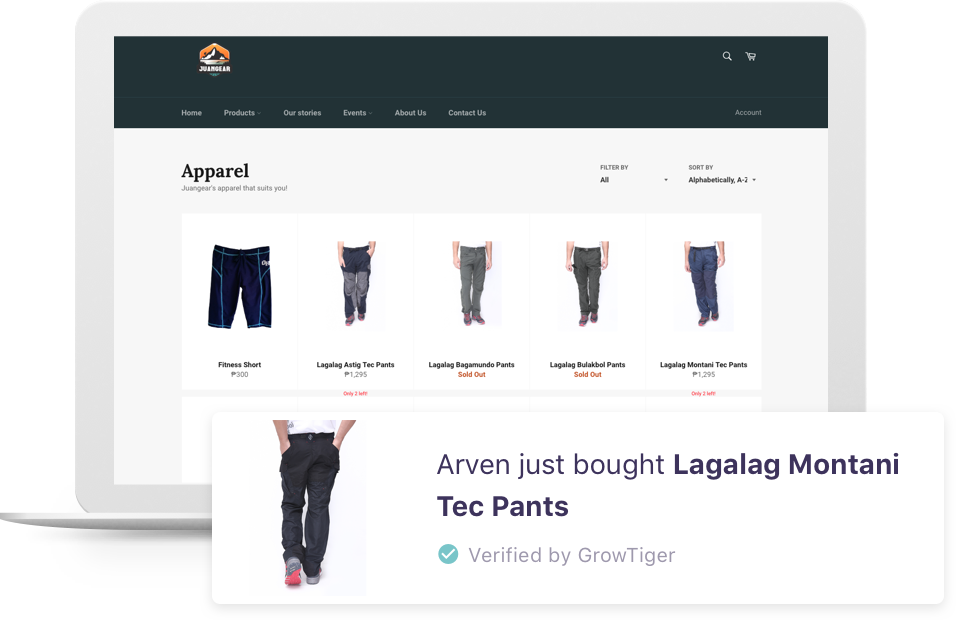 JUANGEAR
Home Products Our stories Events About Us Contact Us Account
Apparel
Juangear's apparel that suits you!
FILTER BY
All
SORT BY
Alphabetically, A-Z
Fitness Short
₱300
Lagalag Astig Tec Pants
₱1,295
Only 2 left!
Lagalag Bagamundo Pants
Sold Out
Lagalag Bulakbol Pants
Sold Out
Lagalag Montani Tec Pants
₱1,295
Only 2 left!
Arven just bought Lagalag Montani
Tec Pants
Verified by GrowTiger